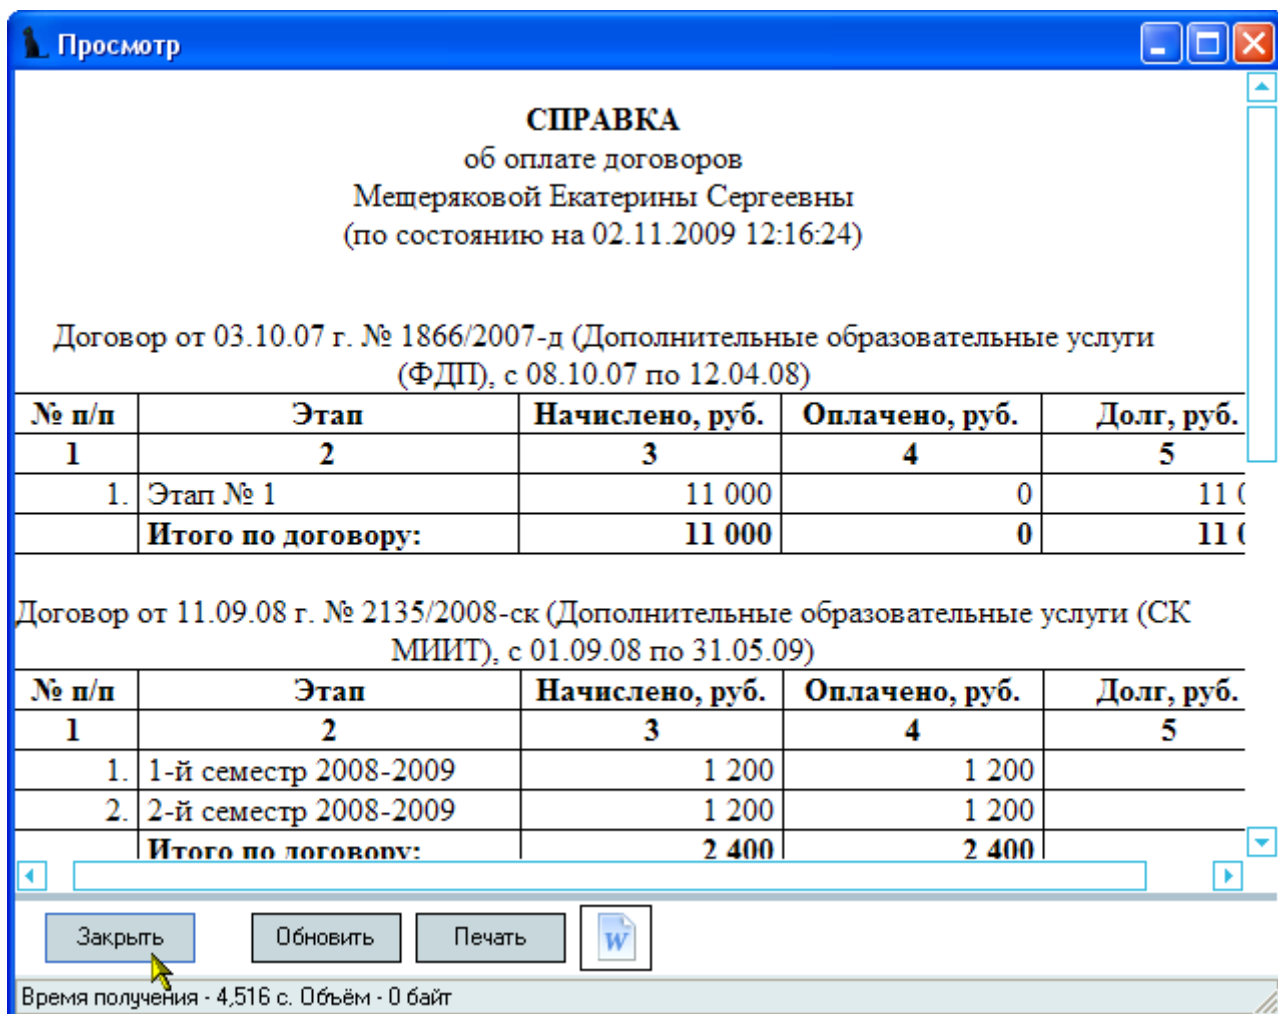 Просмотр
СПРАВКА
об оплате договоров
Мещеряковой Екатерины Сергеевны
(по состоянию на 02.11.2009 12:16:24)
Договор от 03.10.07 г. № 1866/2007-д (Дополнительные образовательные услуги
(ФДП), с 08.10.07 по 12.04.08)
№ п/п Этап Начислено, руб. Оплачено, руб. Долг, руб.
1 2 3 4 5
1. Этап № 1 11 000 0 11
Итого по договору: 11 000 0 11
Договор от 11.09.08 г. № 2135/2008-ск (Дополнительные образовательные услуги (СК
МИИТ), с 01.09.08 по 31.05.09)
№ п/п Этап Начислено, руб. Оплачено, руб. Долг, руб.
1 2 3 4 5
1. 1-й семестр 2008-2009 1 200 1 200
2. 2-й семестр 2008-2009 1 200 1 200
Итого по договору: 2 400 2 400
Закрыть Обновить Печать W
Время получения - 4,516 с. Объём - 0 байт